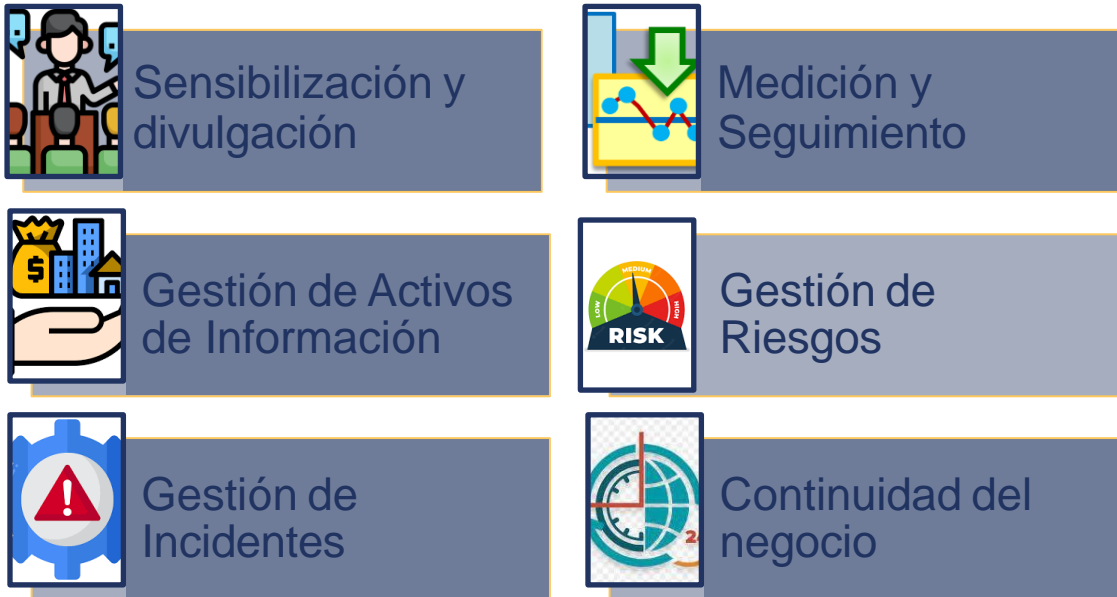 Sensibilización y
divulgación
Medición y
Seguimiento
$
Gestión de Activos
de Información
LOW
MEDIUM
HIGH
RISK
Gestión de
Riesgos
Gestión de
Incidentes
Continuidad del
negocio